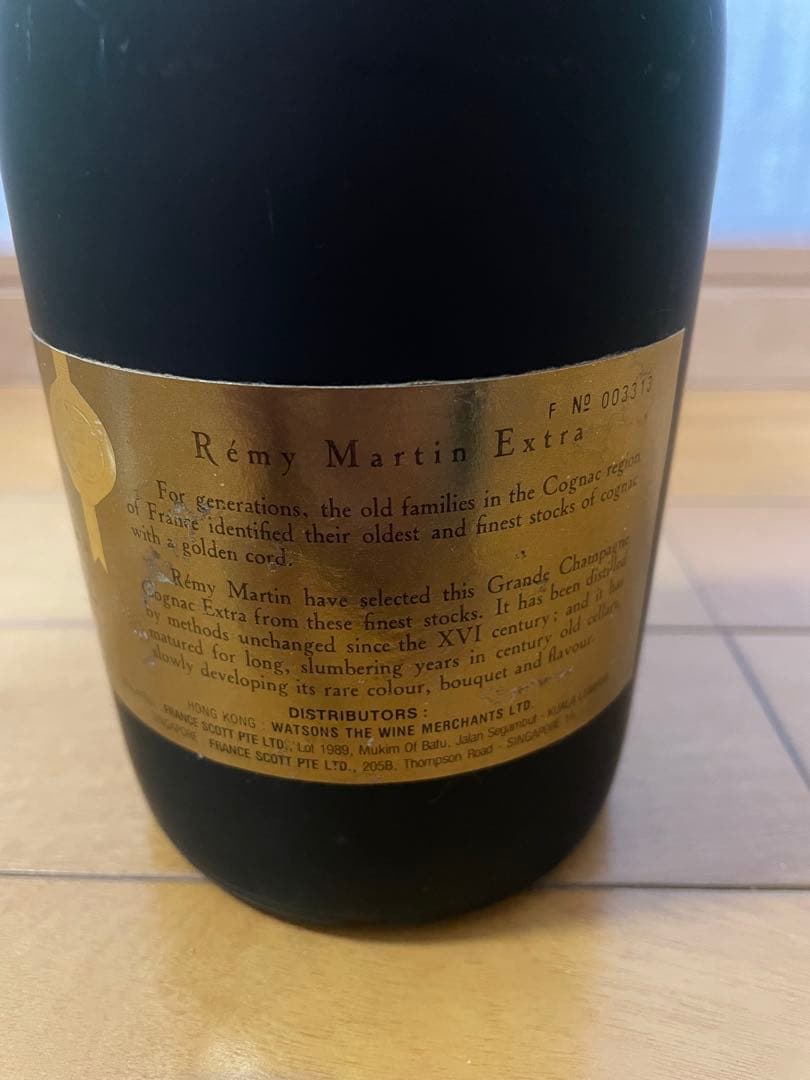 F Nº 003313
Rémy Martin Extra
For generations, the old families in the Cognac region
of France identified their oldest and finest stocks of cognac
with a golden cord.
Rémy Martin have selected this Grande Champagne
Cognac Extra from these finest stocks. It has been distilled
by methods unchanged since the XVI century; and it has
matured for long, slumbering years in century old cellars,
slowly developing its rare colour, bouquet and flavour.
DISTRIBUTORS :
HONG KONG : WATSONS THE WINE MERCHANTS LTD.
FRANCE SCOTT PTE LTD., Lot 1989, Mukim Of Batu, Jalan Segambut - KUALA LUMPUR
SINGAPORE FRANCE SCOTT PTE LTD., 205B, Thompson Road - SINGAPORE